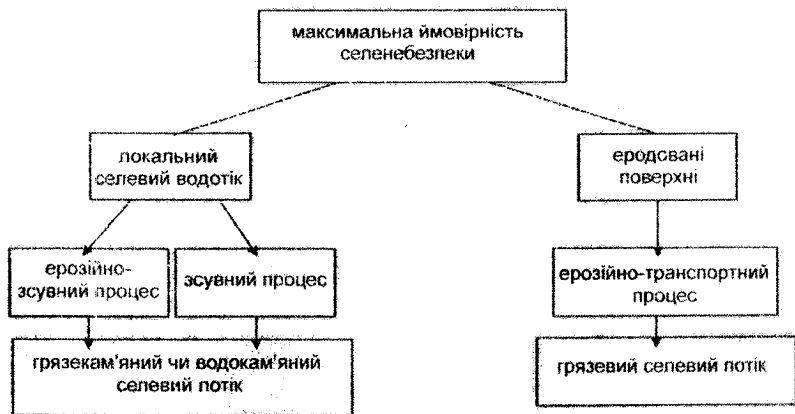 максимальна ймовірність
селенебезпеки
локальний
селевий водотік
еродсвані
поверхні
ерозійно-
зсувний процес
зсувний процес
ерозійно-транспортний
процес
грязекам'яний чи водокам'яний
селевий потік
грязевий селевий потік